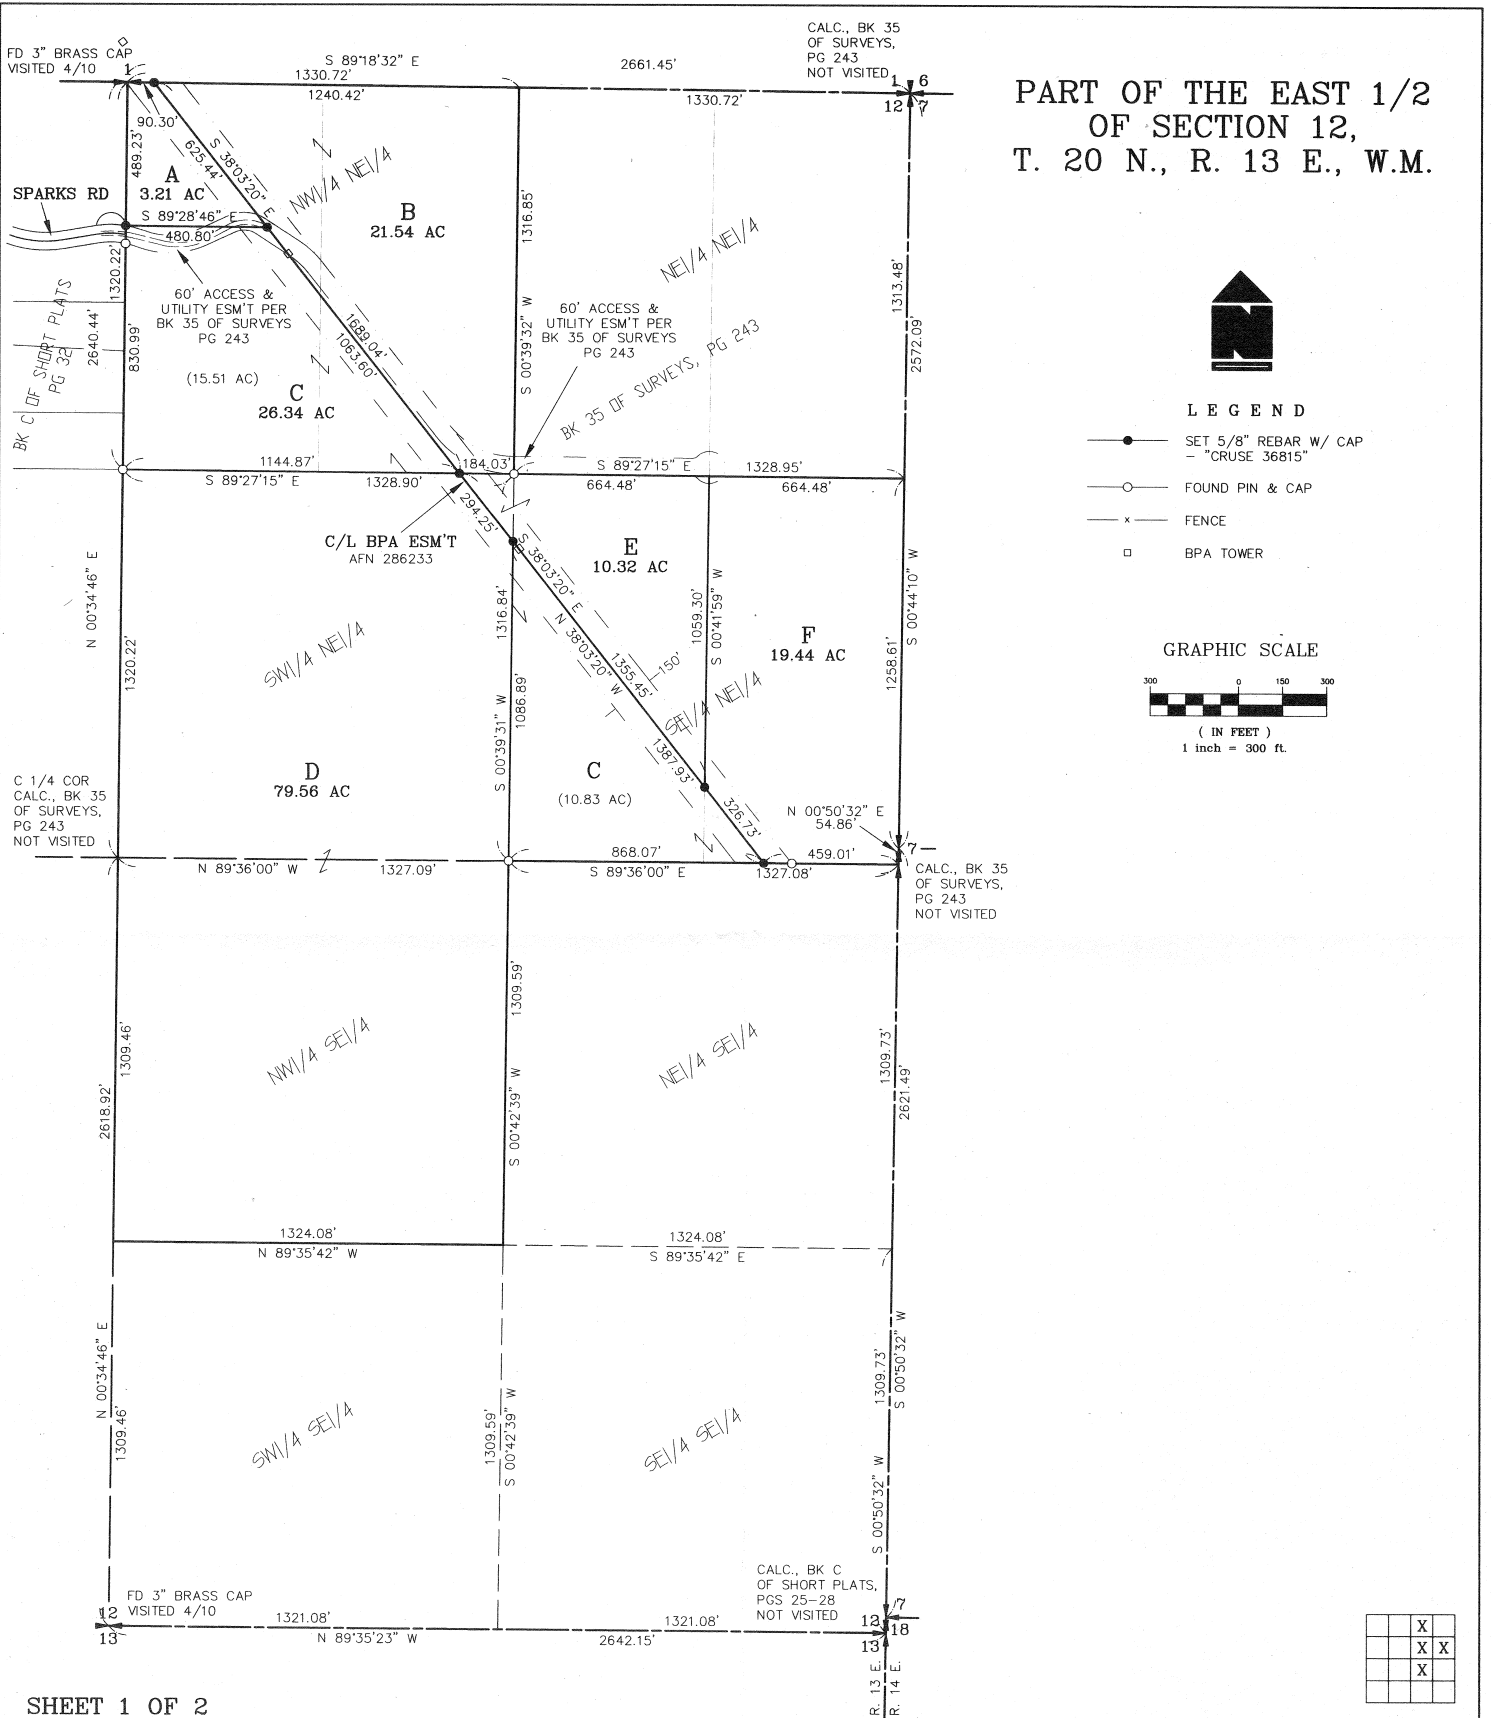 FD 3" BRASS CAP
VISITED 4/10
1
S 89°18'32" E
1330.72'
1240.42'
2661.45'
1330.72'
CALC., BK 35
OF SURVEYS,
PG 243
NOT VISITED
1 6
12 7
PART OF THE EAST 1/2
OF SECTION 12,
T. 20 N., R. 13 E., W.M.
90.30'
489.23'
625.44'
S 38°03'20" E
A
3.21 AC
SPARKS RD
S 89°28'46" E
480.80'
NW1/4 NE1/4
B
21.54 AC
1316.85'
S 00°39'32" W
NE1/4 NE1/4
1313.48'
2572.09'
1320.22'
2640.44'
830.99'
BK C OF SHORT PLATS
PG 32
60' ACCESS &
UTILITY ESM'T PER
BK 35 OF SURVEYS
PG 243
60' ACCESS &
UTILITY ESM'T PER
BK 35 OF SURVEYS
PG 243
1689.04'
1063.60'
BK 35 OF SURVEYS, PG 243
(15.51 AC)
C
26.34 AC
1144.87'
S 89°27'15" E
1328.90'
184.03'
S 89°27'15" E
1328.95'
664.48'
664.48'
LEGEND
SET 5/8" REBAR W/ CAP
- "CRUSE 36815"
FOUND PIN & CAP
x
FENCE
BPA TOWER
294.25'
C/L BPA ESM'T
AFN 286233
S 38°03'20" E
N 38°03'20" W
E
10.32 AC
N 00°34'46" E
1320.22'
SW1/4 NE1/4
1316.84'
1086.89'
S 00°39'31" W
1059.30'
S 00°41'59" W
F
19.44 AC
1258.61'
S 00°44'10" W
1355.45'
150'
SE1/4 NE1/4
1387.93'
GRAPHIC SCALE
300 0 150 300
( IN FEET )
1 inch = 300 ft.
D
79.56 AC
C
(10.83 AC)
326.73'
C 1/4 COR
CALC., BK 35
OF SURVEYS,
PG 243
NOT VISITED
N 00°50'32" E
54.86'
7
N 89°36'00" W
1327.09'
868.07'
S 89°36'00" E
1327.08'
459.01'
CALC., BK 35
OF SURVEYS,
PG 243
NOT VISITED
1309.46'
2618.92'
NW1/4 SE1/4
1309.59'
S 00°42'39" W
NE1/4 SE1/4
1309.73'
2621.49'
1324.08'
N 89°35'42" W
1324.08'
S 89°35'42" E
N 00°34'46" E
1309.46'
SW1/4 SE1/4
1309.59'
S 00°42'39" W
SE1/4 SE1/4
1309.73'
S 00°50'32" W
S 00°50'32" W
CALC., BK C
OF SHORT PLATS,
PGS 25-28
NOT VISITED
FD 3" BRASS CAP
VISITED 4/10
12
13
1321.08'
N 89°35'23" W
2642.15'
1321.08'
7
12
18
13
R. 13 E.
R. 14 E.
X
X X
X
SHEET 1 OF 2